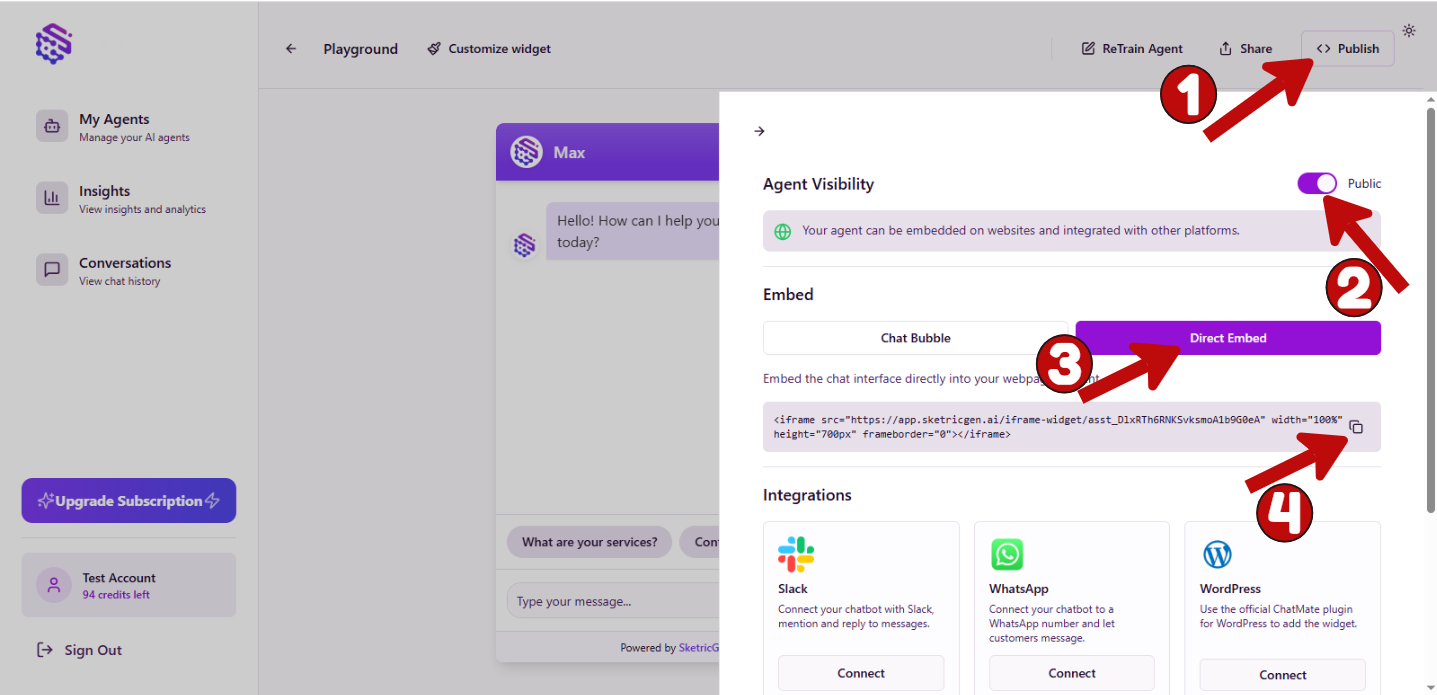 Playground
Customize widget
ReTrain Agent
Share
<> Publish
1
My Agents
Manage your AI agents
Insights
View insights and analytics
Conversations
View chat history
Upgrade Subscription
Test Account
94 credits left
Sign Out
Max
Hello! How can I help you
today?
What are your services?
Type your message...
Powered by
Agent Visibility
Public
Your agent can be embedded on websites and integrated with other platforms.
2
Embed
Chat Bubble
Direct Embed
3
Embed the chat interface directly into your
<iframe src="https://app.sketricgen.ai/iframe-widget/asst_DlxRTh6RNKSvksmoA1b9G0eA" width="100%"
height="700px" frameborder="0"></iframe>
4
Integrations
Slack
Connect your chatbot with Slack,
mention and reply to messages.
Connect
WhatsApp
Connect your chatbot to a
WhatsApp number and let
customers message.
Connect
WordPress
Use the official ChatMate plugin
for WordPress to add the widget.
Connect